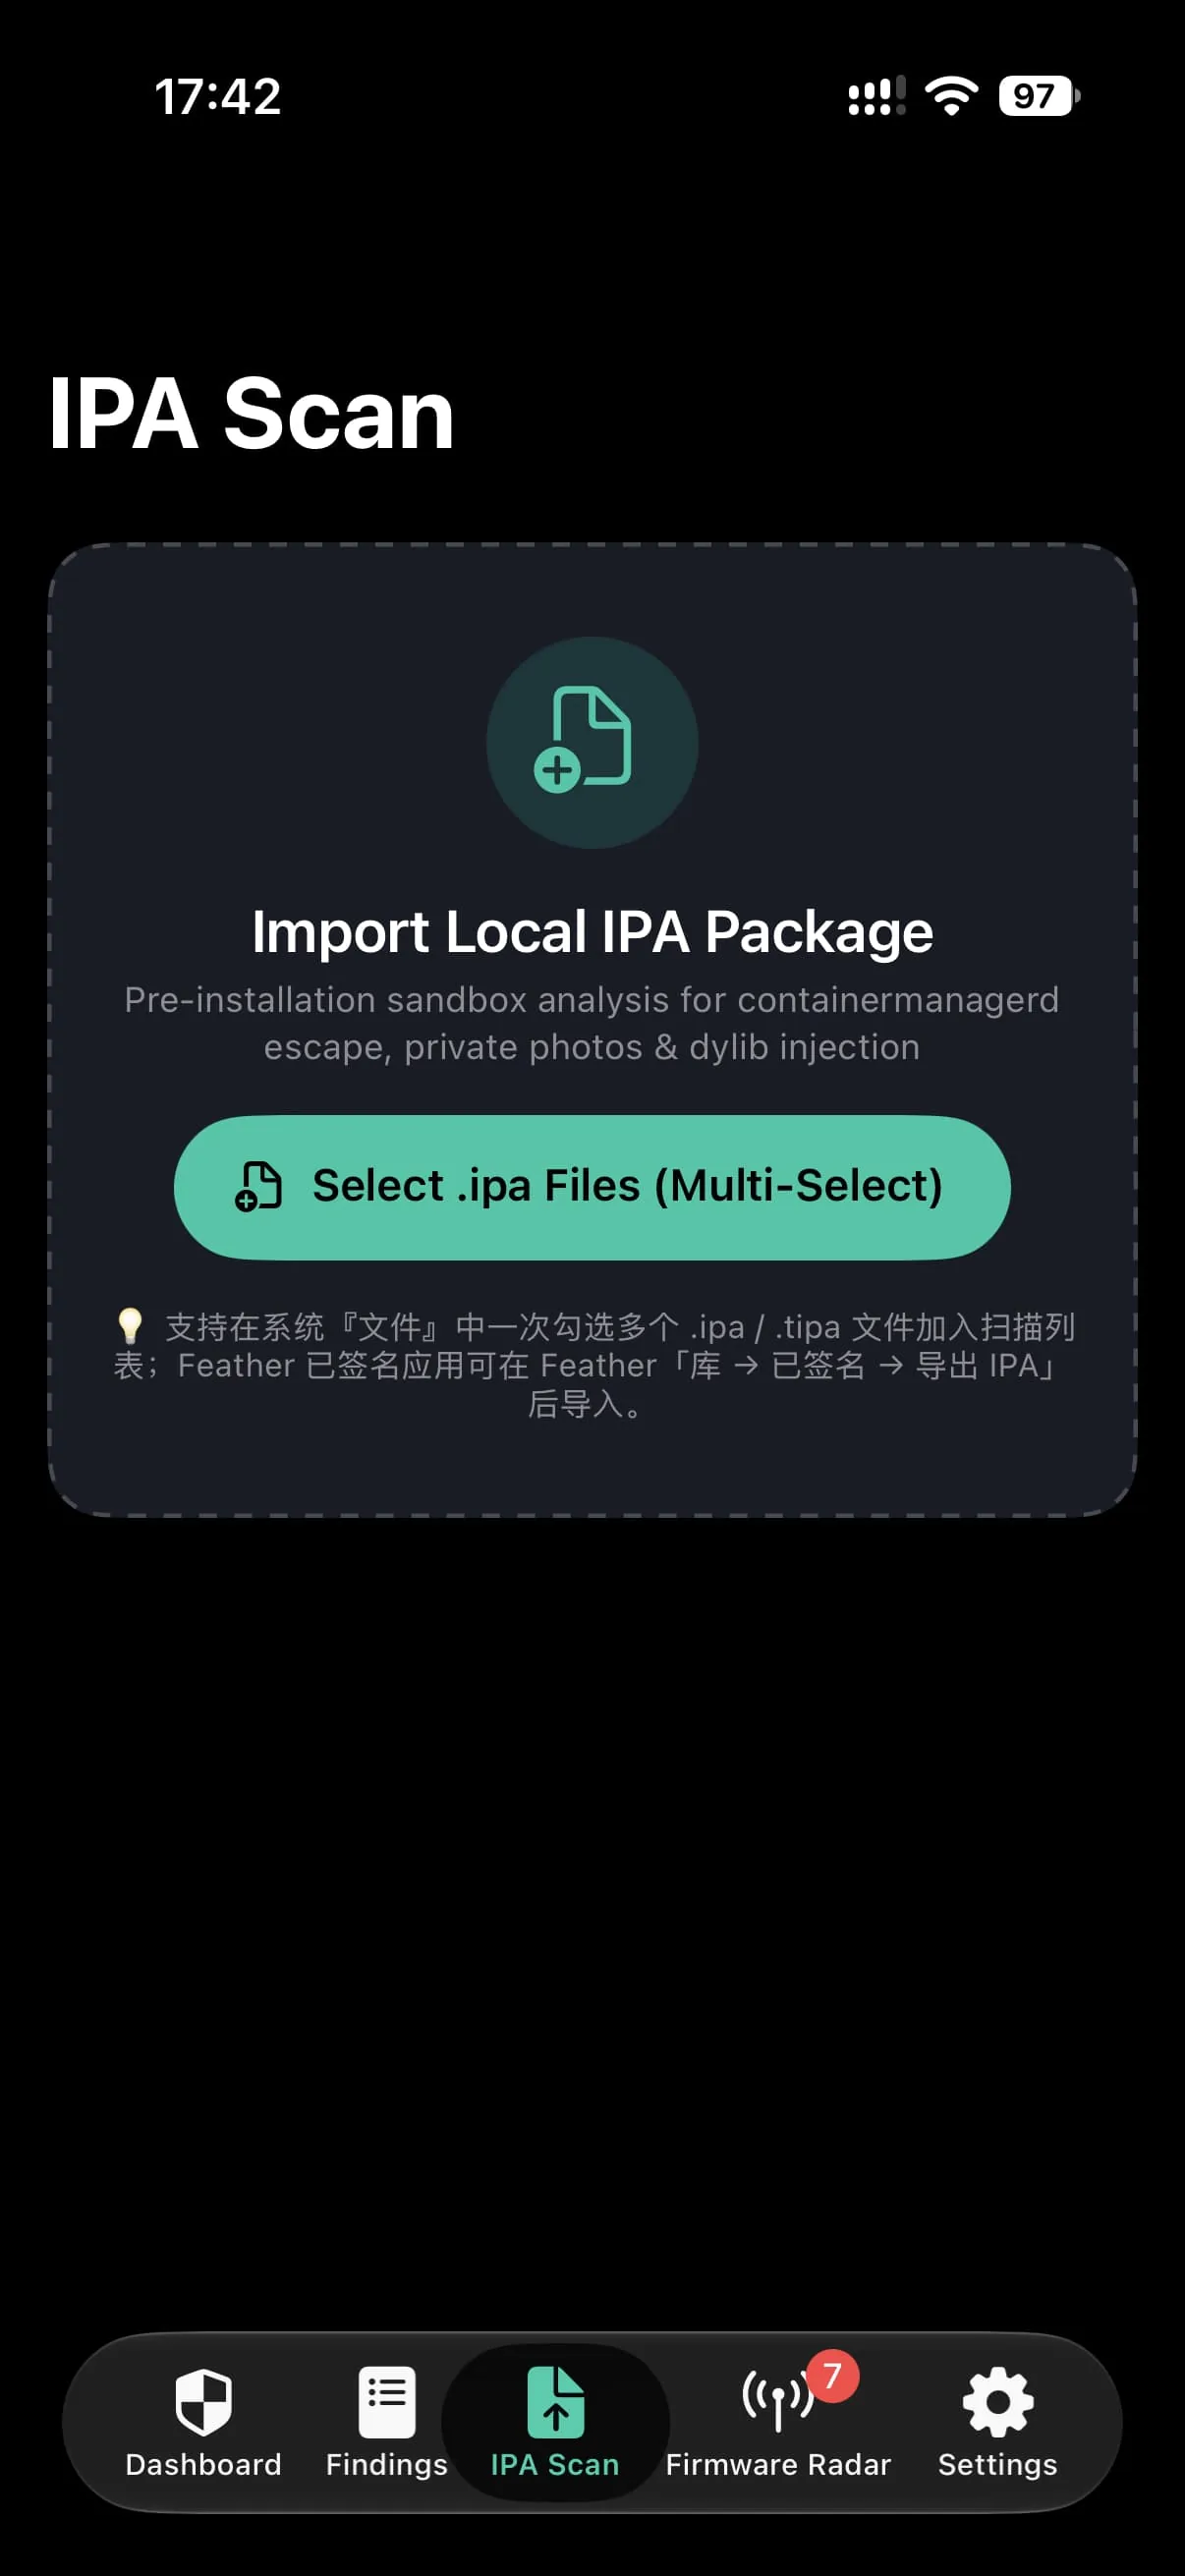 17:42
97
IPA Scan
Import Local IPA Package
Pre-installation sandbox analysis for containermanagerd
escape, private photos & dylib injection
Select .ipa Files (Multi-Select)
💡 支持在系统『文件』中一次勾选多个 .ipa / .tipa 文件加入扫描列
表；Feather 已签名应用可在 Feather「库 → 已签名 → 导出 IPA」
后导入。
7
Dashboard Findings IPA Scan Firmware Radar Settings